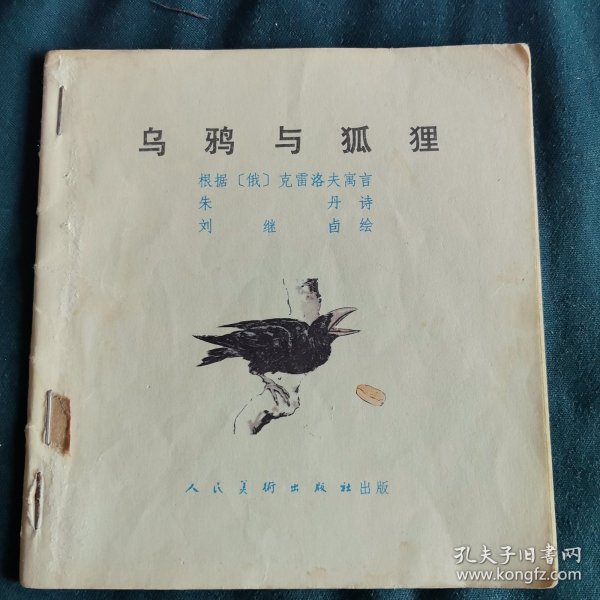 乌鸦与狐狸
根据〔俄〕克雷洛夫寓言
朱丹诗
刘继卣绘
人民美術出版社出版
孔夫子旧书网
www.kongfz.com